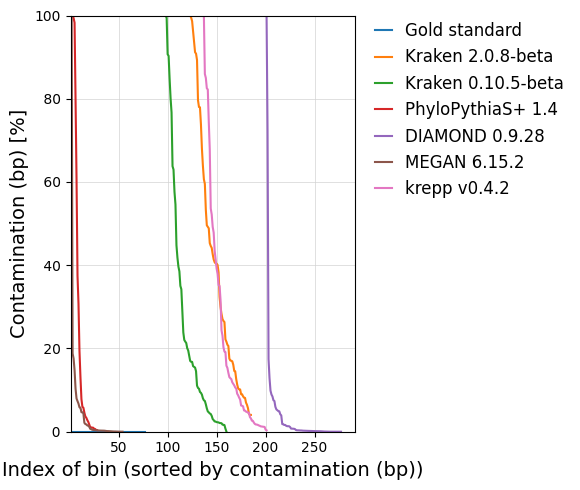 100
80
60
40
20
0
Contamination (bp) [%]
50
100
150
200
250
Index of bin (sorted by contamination (bp))
Gold standard
Kraken 2.0.8-beta
Kraken 0.10.5-beta
PhyloPythiaS+ 1.4
DIAMOND 0.9.28
MEGAN 6.15.2
krepp v0.4.2